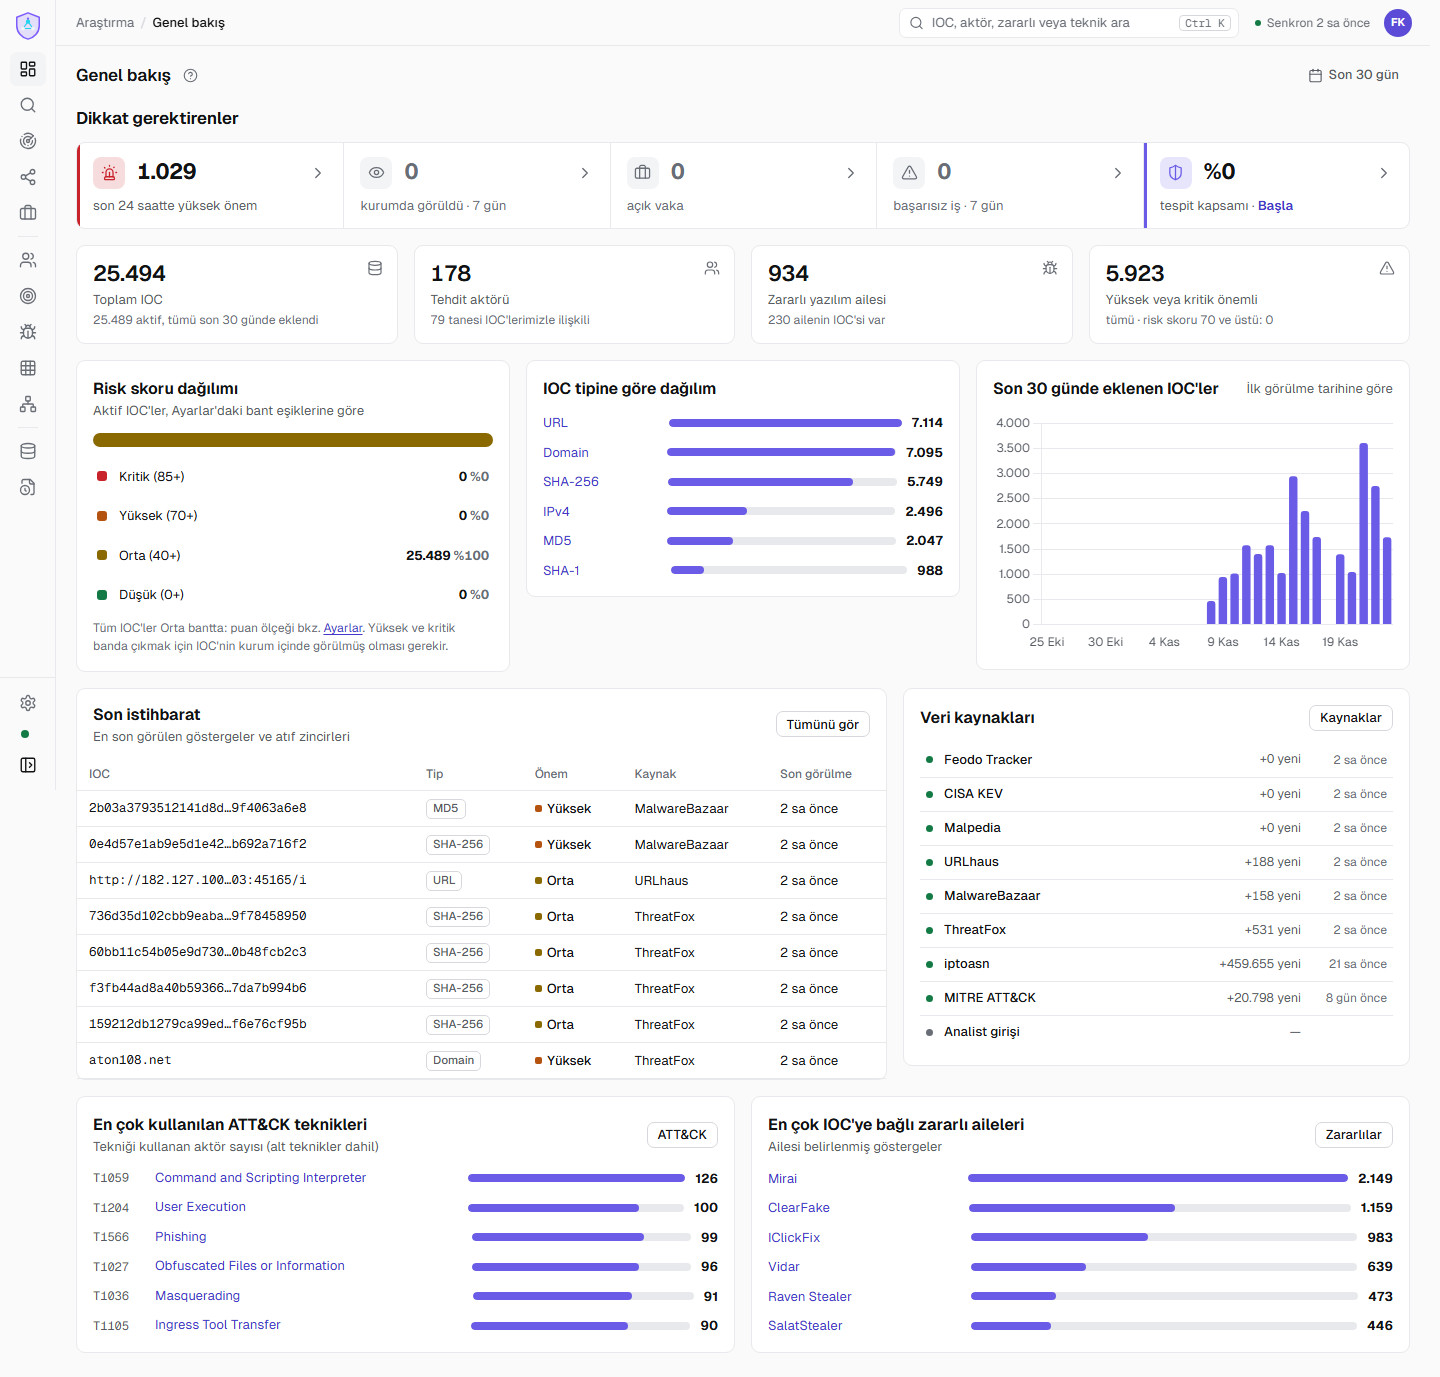 Araştırma / Genel bakış
IOC, aktör, zararlı veya teknik ara
Ctrl K
Senkron 2 sa önce
FK
Genel bakış
Son 30 gün
Dikkat gerektirenler
1.029
son 24 saatte yüksek önem
0
kurumda görüldü · 7 gün
0
açık vaka
0
başarısız iş · 7 gün
%0
tespit kapsamı · Başla
25.494
Toplam IOC
25.489 aktif, tümü son 30 günde eklendi
178
Tehdit aktörü
79 tanesi IOC'lerimizle ilişkili
934
Zararlı yazılım ailesi
230 ailenin IOC'si var
5.923
Yüksek veya kritik önemli
tümü · risk skoru 70 ve üstü: 0
Risk skoru dağılımı
Aktif IOC'ler, Ayarlar'daki bant eşiklerine göre
Kritik (85+) 0 %0
Yüksek (70+) 0 %0
Orta (40+) 25.489 %100
Düşük (0+) 0 %0
Tüm IOC'ler Orta bantta: puan ölçeği bkz. Ayarlar. Yüksek ve kritik
banda çıkmak için IOC'nin kurum içinde görülmüş olması gerekir.
IOC tipine göre dağılım
URL 7.114
Domain 7.095
SHA-256 5.749
IPv4 2.496
MD5 2.047
SHA-1 988
Son 30 günde eklenen IOC'ler
İlk görülme tarihine göre
4.000
3.500
3.000
2.500
2.000
1.500
1.000
500
0
25 Eki 30 Eki 4 Kas 9 Kas 14 Kas 19 Kas
Son istihbarat
En son görülen göstergeler ve atıf zincirleri
Tümünü gör
IOC Tip Önem Kaynak Son görülme
2b03a3793512141d8d…9f4063a6e8 MD5 Yüksek MalwareBazaar 2 sa önce
0e4d57e1ab9e5d1e42…b692a716f2 SHA-256 Yüksek MalwareBazaar 2 sa önce
http://182.127.100…03:45165/i URL Orta URLhaus 2 sa önce
736d35d102cbb9eaba…9f78458950 SHA-256 Orta ThreatFox 2 sa önce
60bb11c54b05e9d730…0b48fcb2c3 SHA-256 Orta ThreatFox 2 sa önce
f3fb44ad8a40b59366…7da7b994b6 SHA-256 Orta ThreatFox 2 sa önce
159212db1279ca99ed…f6e76cf95b SHA-256 Orta ThreatFox 2 sa önce
aton108.net Domain Yüksek ThreatFox 2 sa önce
Veri kaynakları
Kaynaklar
Feodo Tracker +0 yeni 2 sa önce
CISA KEV +0 yeni 2 sa önce
Malpedia +0 yeni 2 sa önce
URLhaus +188 yeni 2 sa önce
MalwareBazaar +158 yeni 2 sa önce
ThreatFox +531 yeni 2 sa önce
iptoasn +459.655 yeni 21 sa önce
MITRE ATT&CK +20.798 yeni 8 gün önce
Analist girişi —
En çok kullanılan ATT&CK teknikleri
Tekniği kullanan aktör sayısı (alt teknikler dahil)
ATT&CK
T1059 Command and Scripting Interpreter 126
T1204 User Execution 100
T1566 Phishing 99
T1027 Obfuscated Files or Information 96
T1036 Masquerading 91
T1105 Ingress Tool Transfer 90
En çok IOC'ye bağlı zararlı aileleri
Ailesi belirlenmiş göstergeler
Zararlılar
Mirai 2.149
ClearFake 1.159
IClickFix 983
Vidar 639
Raven Stealer 473
SalatStealer 446